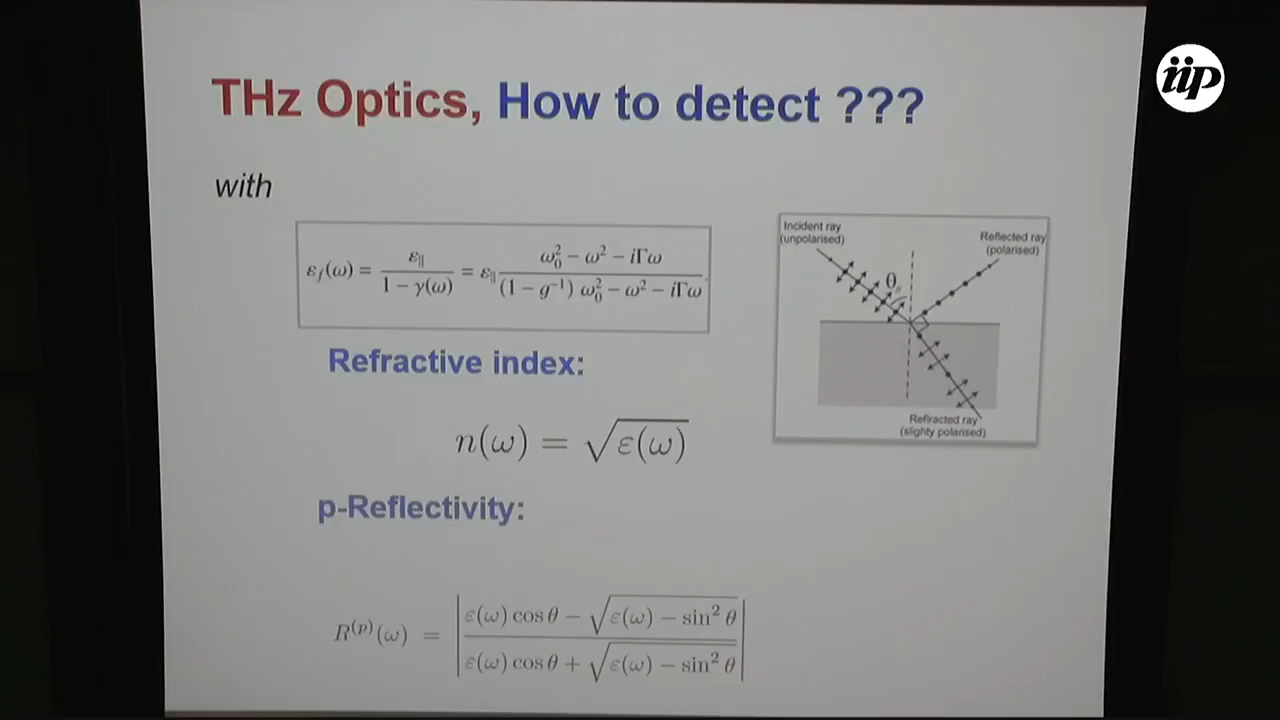 iip
THz Optics, How to detect ???
with
ε_f(ω) = ε_∥ / (1 − γ(ω)) = ε_∥ (ω_0^2 − ω^2 − iΓω) / ((1 − g^{-1}) ω_0^2 − ω^2 − iΓω)
Incident ray
(unpolarised)
Reflected ray
(polarised)
θ
Refracted ray
(slighty polarised)
Refractive index:
n(ω) = √ε(ω)
p-Reflectivity:
R^{(p)}(ω) = |(ε(ω) cos θ − √(ε(ω) − sin^2 θ)) / (ε(ω) cos θ + √(ε(ω) − sin^2 θ))|